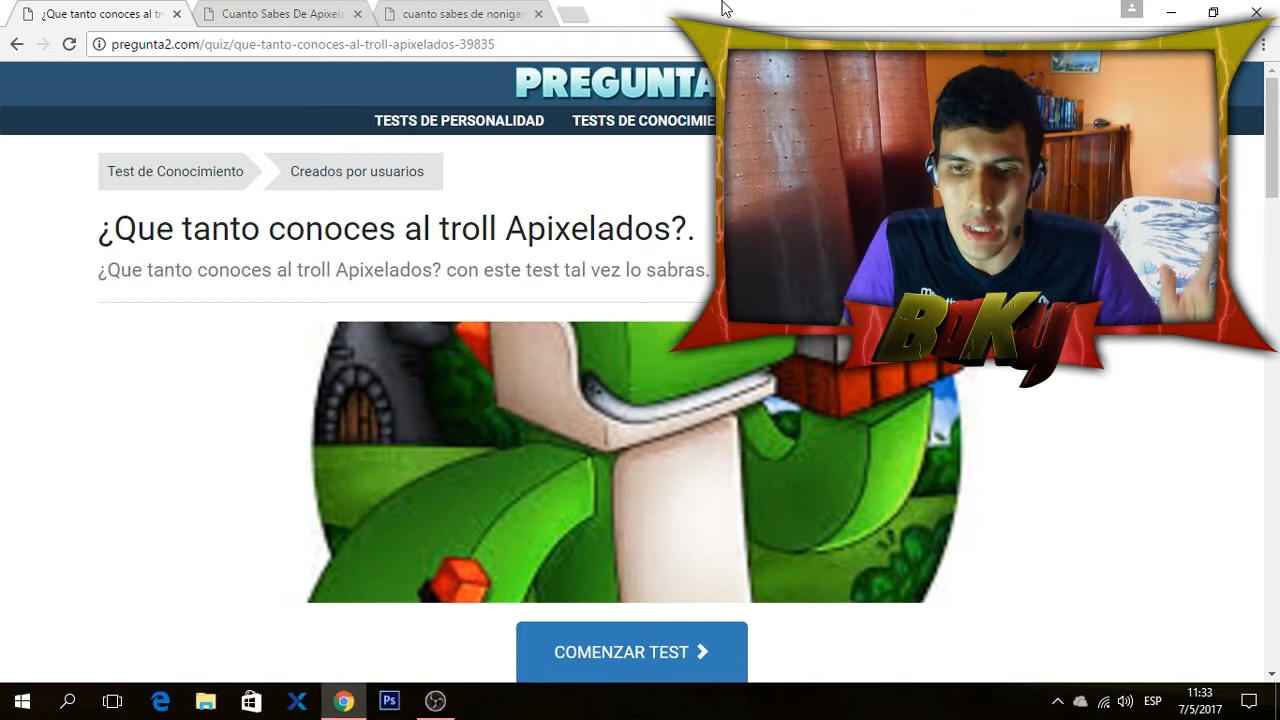 ¿Que tanto conoces al tr
Cuanto Sabes De Apixela
cuanto sabes de nonigar
pregunta2.com/quiz/que-tanto-conoces-al-troll-apixelados-39835
PREGUNTA
TESTS DE PERSONALIDAD
TESTS DE CONOCIMIE
Test de Conocimiento
Creados por usuarios
¿Que tanto conoces al troll Apixelados?.
¿Que tanto conoces al troll Apixelados? con este test tal vez lo sabras.
BOKY
COMENZAR TEST
Ps
ESP
11:33
7/5/2017